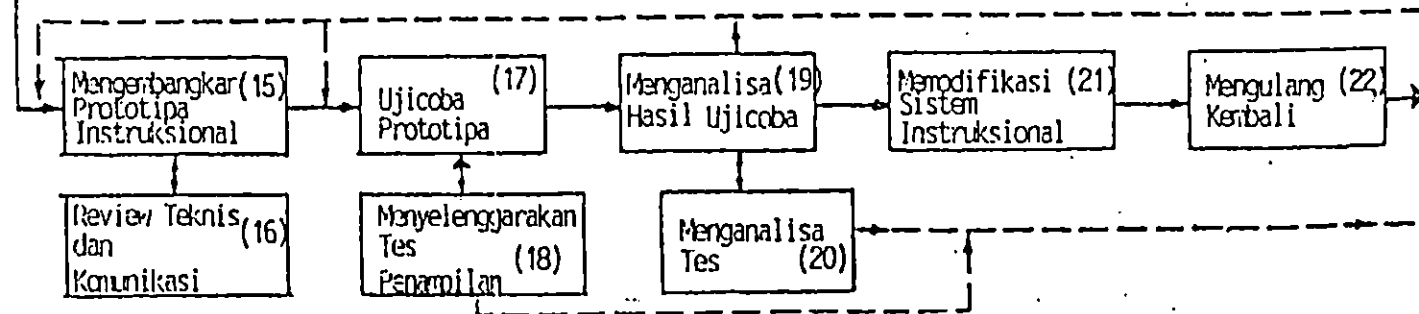 Mengembangkar (15)
Prototipa
Instruksional
(17)
Ujicoba
Prototipa
Menganalisa (19)
Hasil Ujicoba
Memodifikasi (21)
Sistem
Instruksional
Mengulang (22)
Kembali
Review Teknis
dan (16)
Komunikasi
Menyelenggarakan
Tes
(18)
Penampilan
Menganalisa
Tes (20)